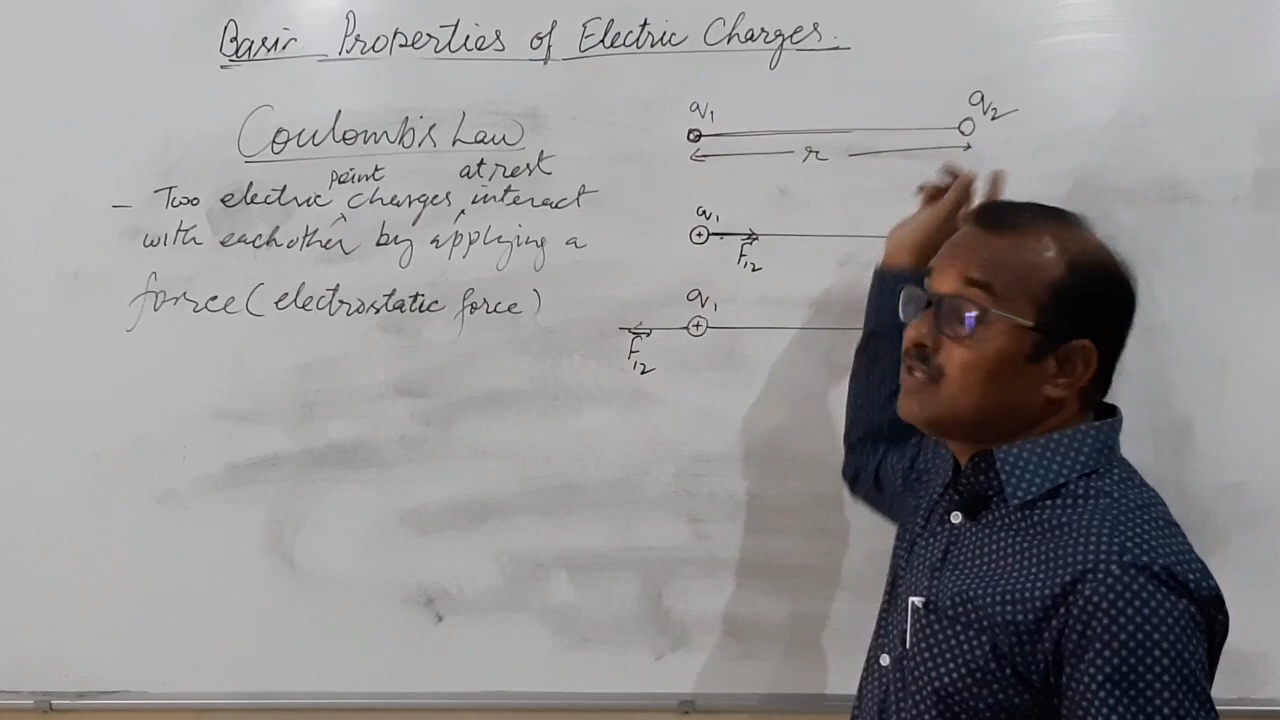 Basic Properties of Electric Charges.
Coulomb's Law
point at rest
- Two electric charges, interact
with eachother by applying a
force (electrostatic force)
q1 q2
r
q1
+
F12
q1
+
F12